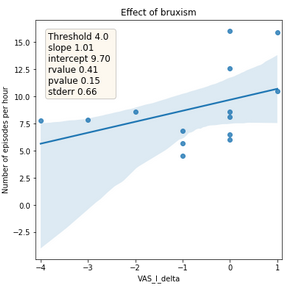 Effect of bruxism
Threshold 4.0
slope 1.01
intercept 9.70
rvalue 0.41
pvalue 0.15
stderr 0.66
Number of episodes per hour
15.0
12.5
10.0
7.5
5.0
2.5
0.0
−2.5
−4
−3
−2
−1
0
1
VAS_I_delta